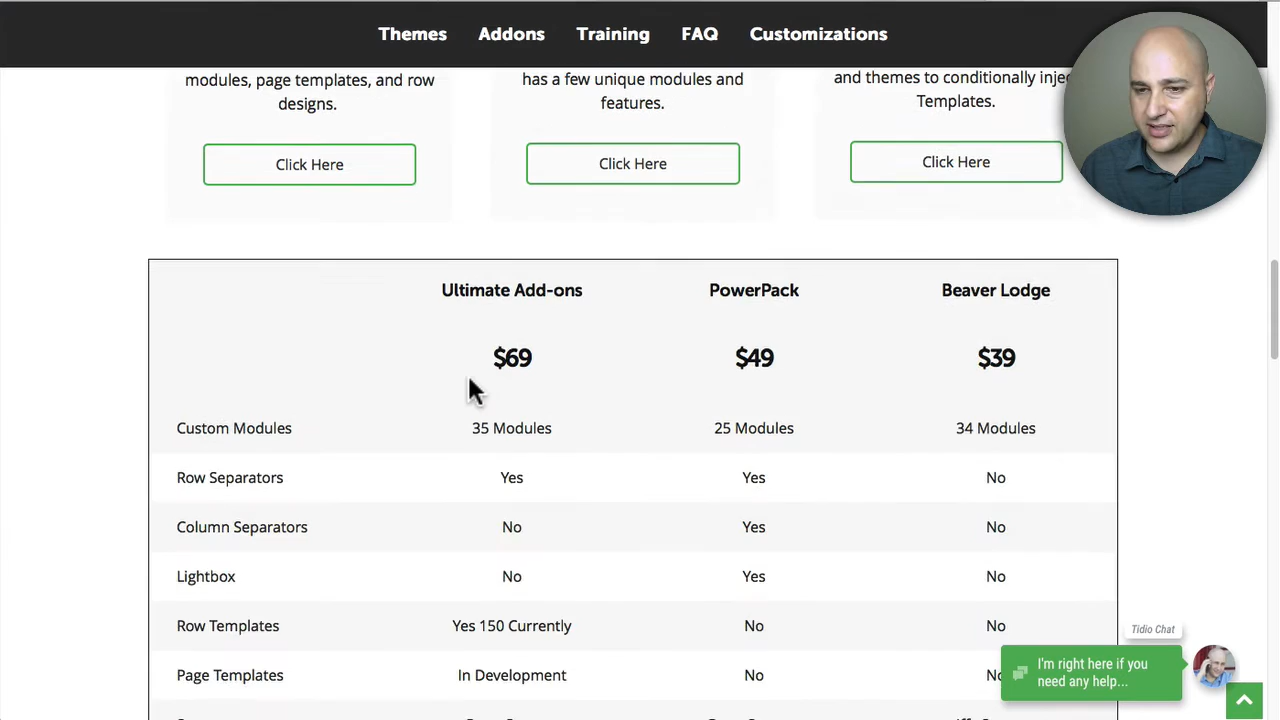 Themes Addons Training FAQ Customizations
modules, page templates, and row
designs.
has a few unique modules and
features.
and themes to conditionally
Templates.
Click Here Click Here Click Here
Ultimate Add-ons PowerPack Beaver Lodge
$69 $49 $39
Custom Modules 35 Modules 25 Modules 34 Modules
Row Separators Yes Yes No
Column Separators No Yes No
Lightbox No Yes No
Row Templates Yes 150 Currently No No
Page Templates In Development No
Tidio Chat
I'm right here if you
need any help...